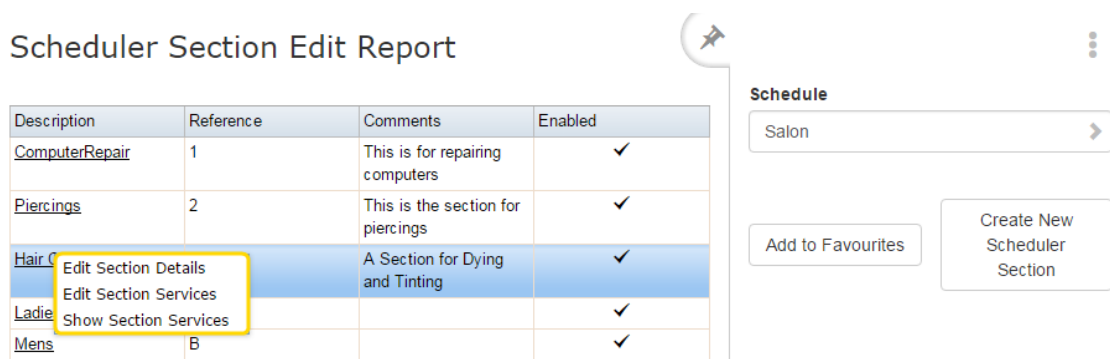 Scheduler Section Edit Report
Description Reference Comments Enabled
ComputerRepair 1 This is for repairing
computers
Piercings 2 This is the section for
piercings
Hair A Section for Dying
and Tinting
Edit Section Details
Edit Section Services
Show Section Services
Mens B
Schedule
Salon
Add to Favourites
Create New
Scheduler
Section